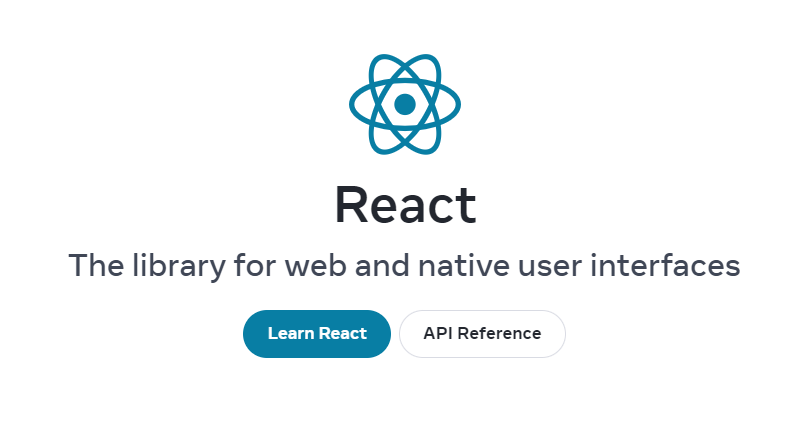 React
The library for web and native user interfaces
Learn React
API Reference